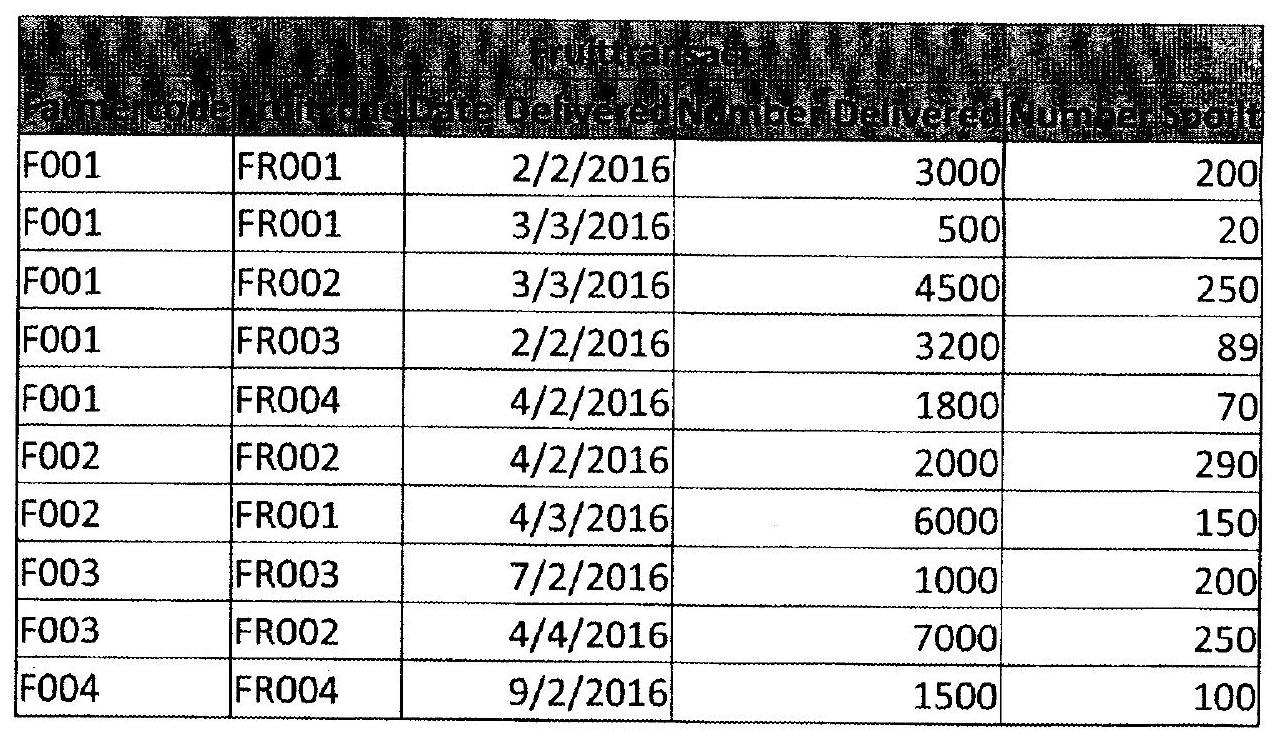 FruitTransact
Farmercode Fruitcode Date Delivered Number Delivered Number Spoilt
F001 FR001 2/2/2016 3000 200
F001 FR001 3/3/2016 500 20
F001 FR002 3/3/2016 4500 250
F001 FR003 2/2/2016 3200 89
F001 FR004 4/2/2016 1800 70
F002 FR002 4/2/2016 2000 290
F002 FR001 4/3/2016 6000 150
F003 FR003 7/2/2016 1000 200
F003 FR002 4/4/2016 7000 250
F004 FR004 9/2/2016 1500 100